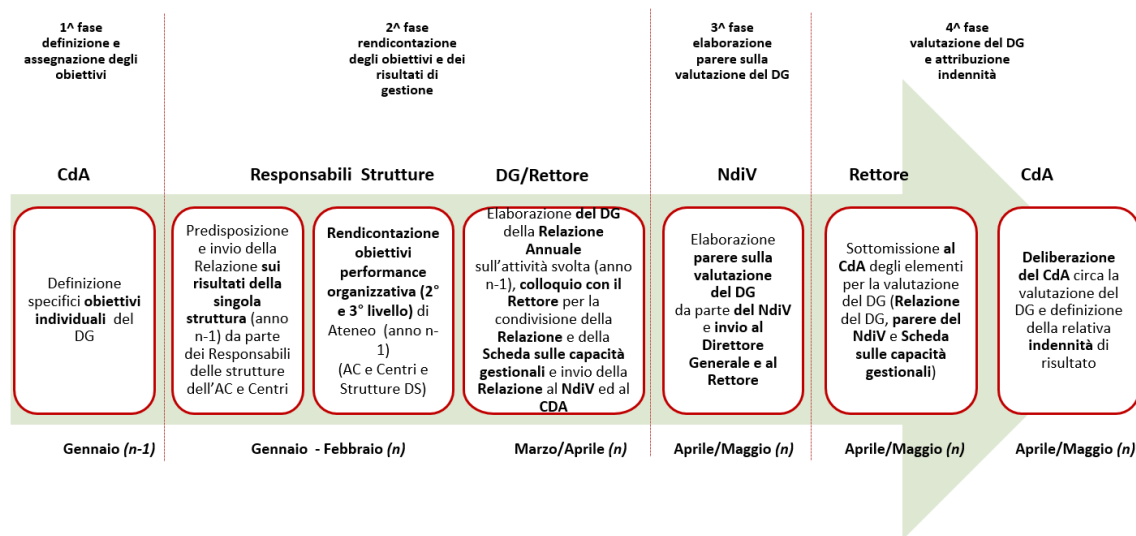 1^ fase
definizione e
assegnazione degli
obiettivi
2^ fase
rendicontazione
degli obiettivi e dei
risultati di
gestione
3^ fase
elaborazione
parere sulla
valutazione del DG
4^ fase
valutazione del DG
e attribuzione
indennità
CdA
Responsabili Strutture
DG/Rettore
NdiV
Rettore
CdA
Definizione
specifici obiettivi
individuali del
DG
Predisposizione
e invio della
Relazione sui
risultati della
singola
struttura (anno
n-1) da parte
dei Responsabili
delle strutture
dell’AC e Centri
Rendicontazione
obiettivi
performance
organizzativa (2°
e 3° livello) di
Ateneo (anno n-
1)
(AC e Centri e
Strutture DS)
Elaborazione del DG
della Relazione
Annuale
sull’attività svolta (anno
n-1), colloquio con il
Rettore per la
condivisione della
Relazione e della
Scheda sulle capacità
gestionali e invio della
Relazione al NdiV ed al
CDA
Elaborazione
parere sulla
valutazione
del DG
da parte del NdiV
e invio al
Direttore
Generale e al
Rettore
Sottomissione al
CdA degli elementi
per la valutazione
del DG (Relazione
del DG, parere del
NdiV e Scheda
sulle capacità
gestionali)
Deliberazione
del CdA circa la
valutazione del
DG e definizione
della relativa
indennità di
risultato
Gennaio (n-1)
Gennaio - Febbraio (n)
Marzo/Aprile (n)
Aprile/Maggio (n)
Aprile/Maggio (n)
Aprile/Maggio (n)